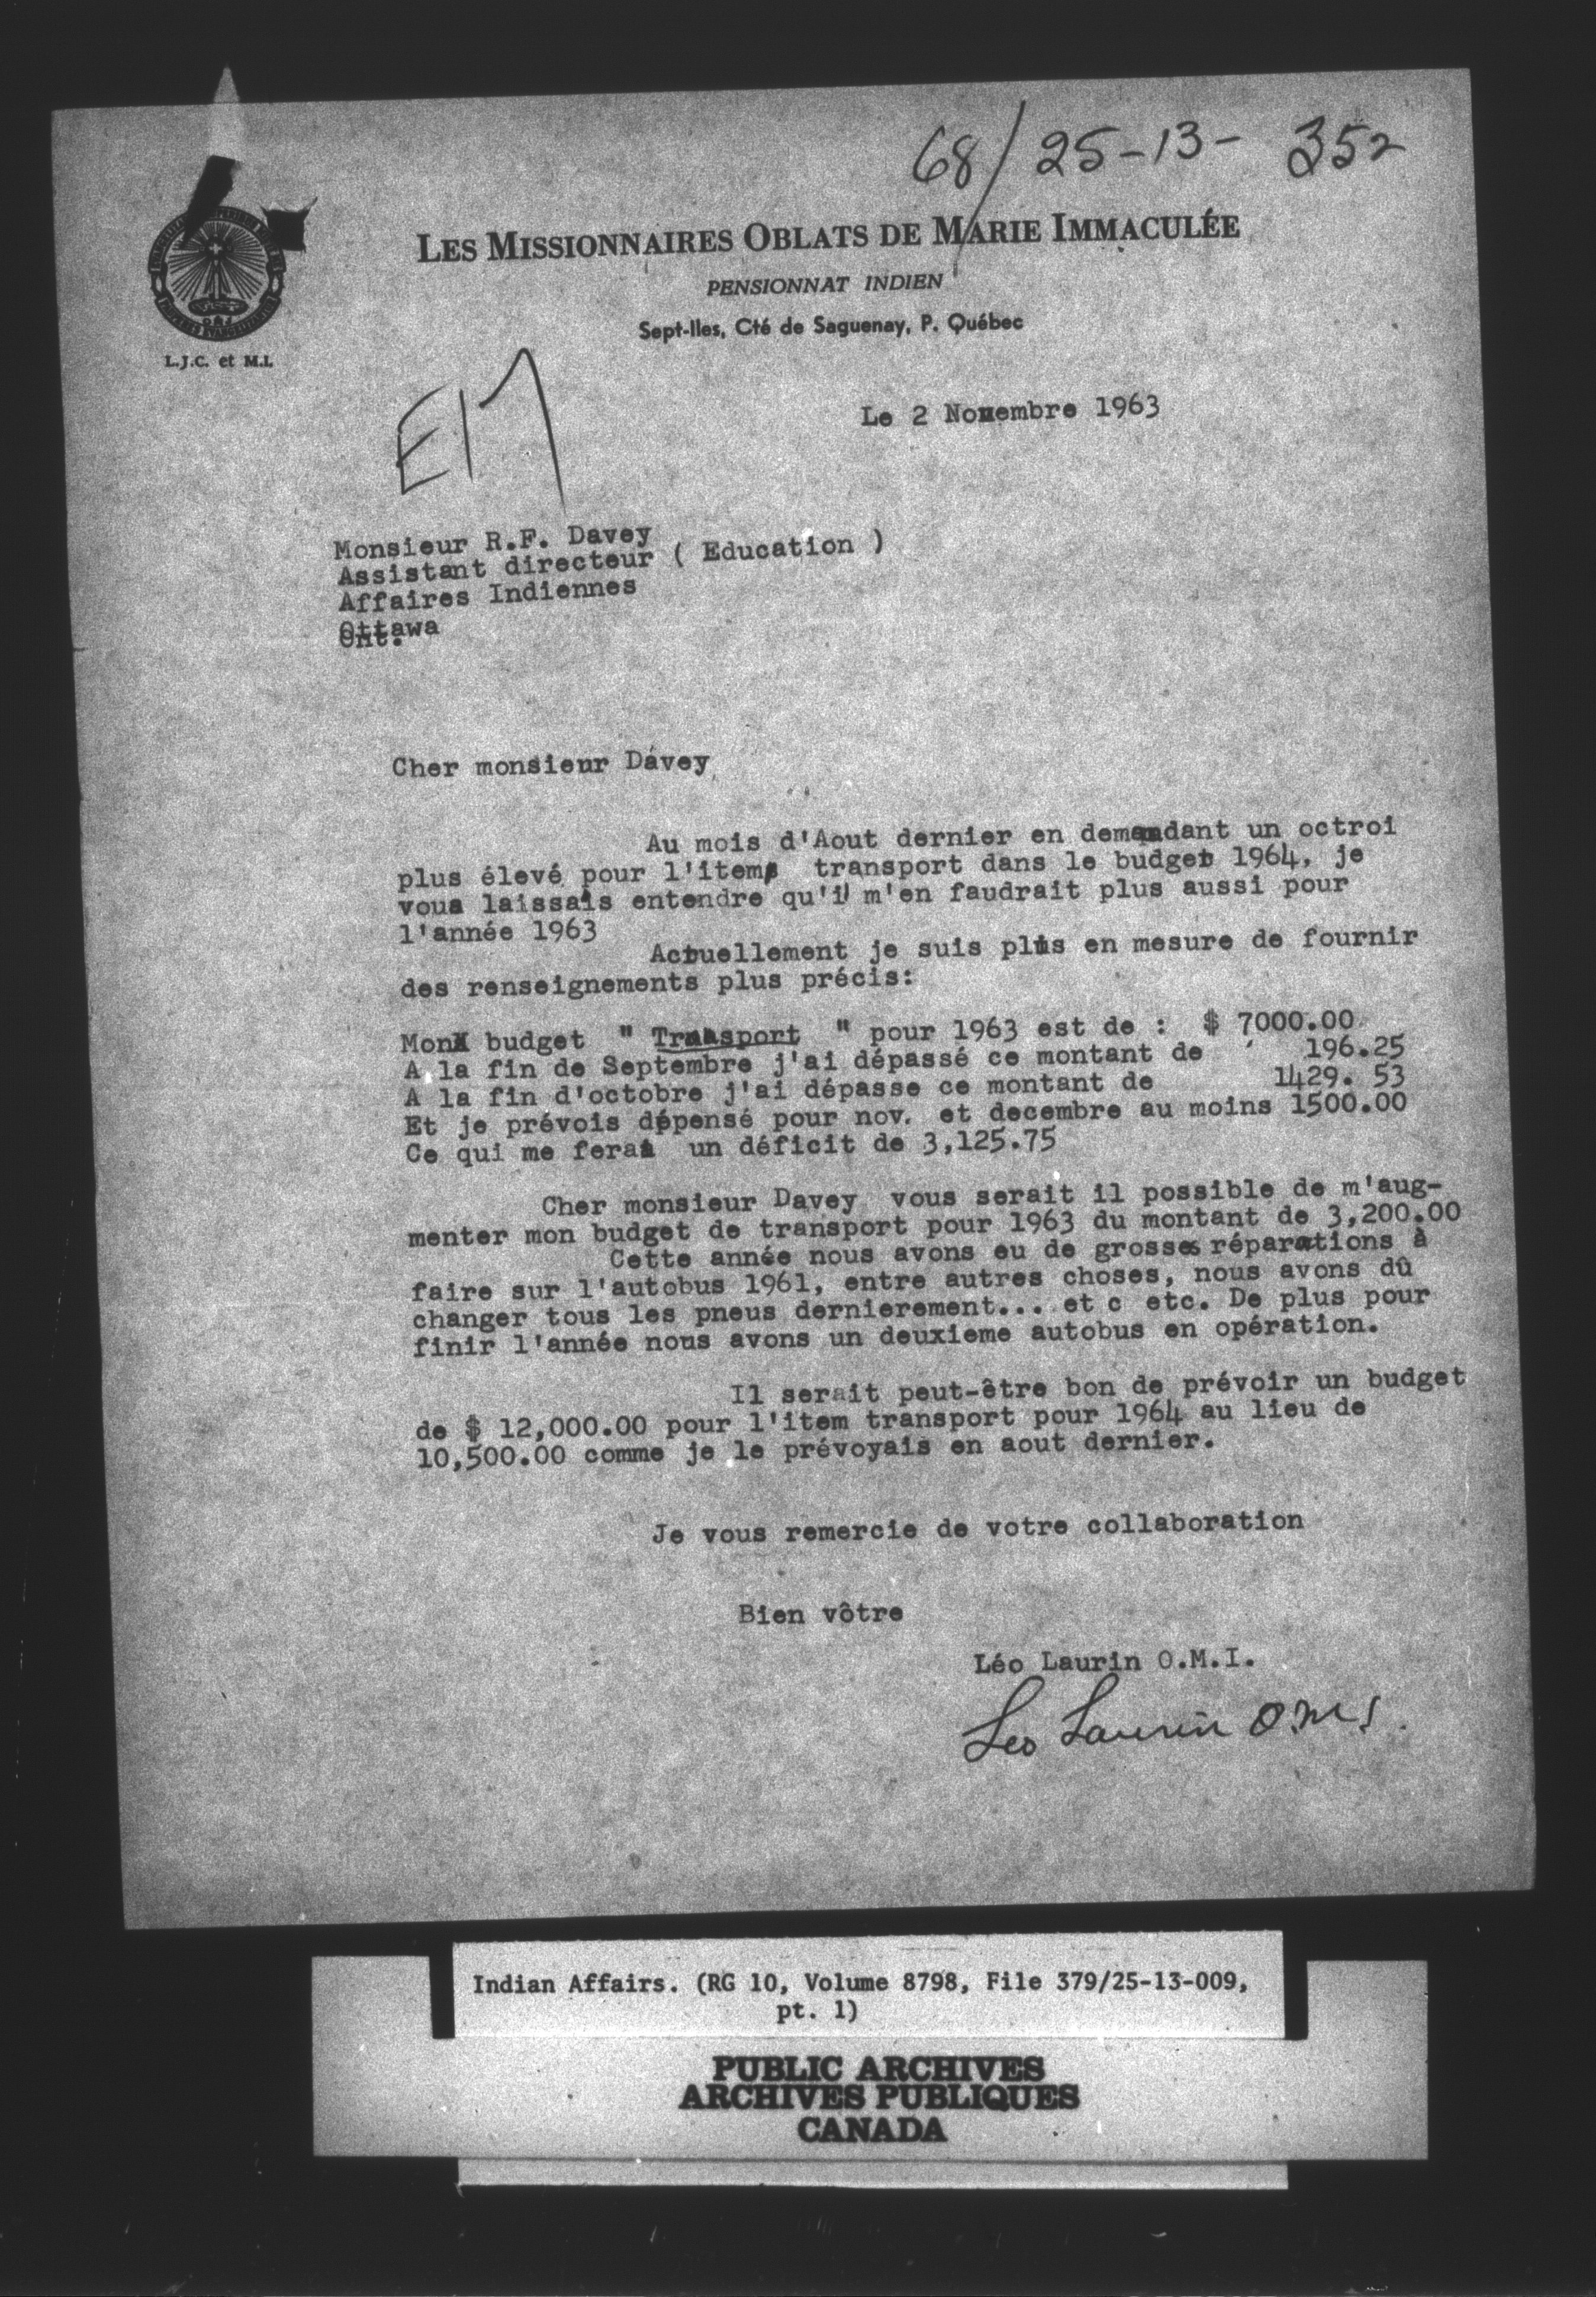 68/25-13-352
LES MISSIONNAIRES OBLATS DE MARIE IMMACULÉE
PENSIONNAT INDIEN
Sept-Iles, Cté de Saguenay, P. Québec
L.J.C. et M.I.
Le 2 Novembre 1963
Monsieur R.F. Davey
Assistant directeur ( Education )
Affaires Indiennes
Ottawa
Ont.
Cher monsieur Davey
Au mois d'Aout dernier en demandant un octroi
plus élevé pour l'item transport dans le budget 1964, je
vous laissais entendre qu'il m'en faudrait plus aussi pour
l'année 1963
Actuellement je suis plus en mesure de fournir
des renseignements plus précis:
Mon budget " Transport " pour 1963 est de : $ 7000.00
A la fin de Septembre j'ai dépassé ce montant de 196.25
A la fin d'octobre j'ai dépasse ce montant de 1429. 53
Et je prévois dépensé pour nov. et decembre au moins 1500.00
Ce qui me fera un déficit de 3,125.75
Cher monsieur Davey vous serait il possible de m'aug-
menter mon budget de transport pour 1963 du montant de 3,200.00
Cette année nous avons eu de grosses réparations à
faire sur l'autobus 1961, entre autres choses, nous avons dû
changer tous les pneus dernierement... et c etc. De plus pour
finir l'année nous avons un deuxieme autobus en opération.
Il serait peut-être bon de prévoir un budget
de $ 12,000.00 pour l'item transport pour 1964 au lieu de
10,500.00 comme je le prévoyais en aout dernier.
Je vous remercie de votre collaboration
Bien vôtre
Léo Laurin O.M.I.
Leo Laurin OMI
Indian Affairs. (RG 10, Volume 8798, File 379/25-13-009,
pt. 1)
PUBLIC ARCHIVES
ARCHIVES PUBLIQUES
CANADA